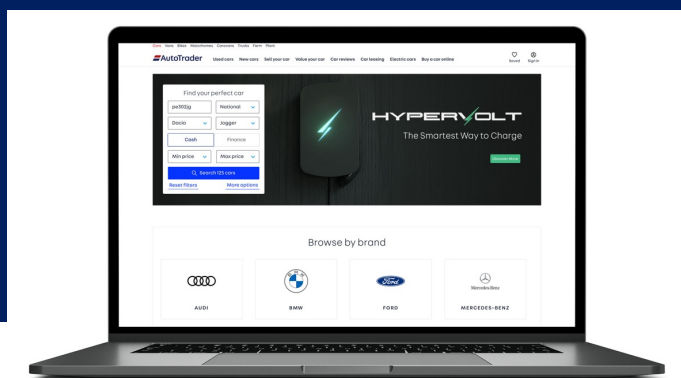 Cars Vans Bikes Motorhomes Caravans Trucks Farm Plant
AutoTrader
Used cars New cars Sell your car Value your car Car reviews Car leasing Electric cars Buy a car online
Saved Sign in
Find your perfect car
pe302jg National
Dacia Jogger
Cash Finance
Min price Max price
Search 125 cars
Reset filters More options
HYPERVOLT
The Smartest Way to Charge
Discover More
Browse by brand
BMW
Ford
Mercedes-Benz
AUDI BMW FORD MERCEDES-BENZ